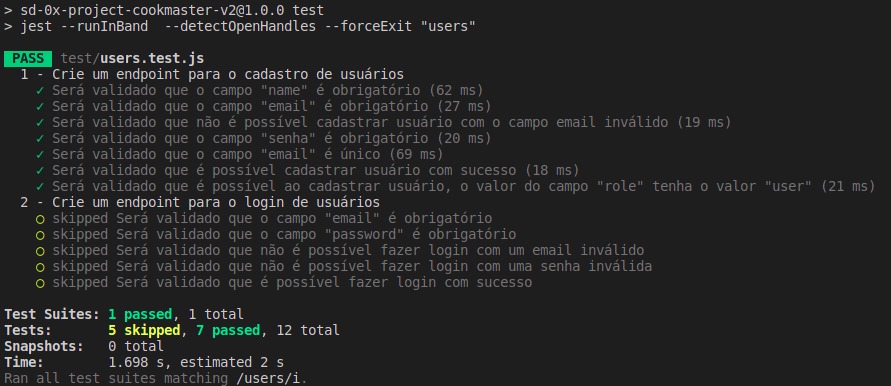 > sd-0x-project-cookmaster-v2@1.0.0 test
> jest --runInBand  --detectOpenHandles --forceExit "users"
PASS test/users.test.js
1 - Crie um endpoint para o cadastro de usuários
✓ Será validado que o campo "name" é obrigatório (62 ms)
✓ Será validado que o campo "email" é obrigatório (27 ms)
✓ Será validado que não é possível cadastrar usuário com o campo email inválido (19 ms)
✓ Será validado que o campo "senha" é obrigatório (20 ms)
✓ Será validado que o campo "email" é único (69 ms)
✓ Será validado que é possível cadastrar usuário com sucesso (18 ms)
✓ Será validado que é possível ao cadastrar usuário, o valor do campo "role" tenha o valor "user" (21 ms)
2 - Crie um endpoint para o login de usuários
○ skipped Será validado que o campo "email" é obrigatório
○ skipped Será validado que o campo "password" é obrigatório
○ skipped Será validado que não é possível fazer login com um email inválido
○ skipped Será validado que não é possível fazer login com uma senha inválida
○ skipped Será validado que é possível fazer login com sucesso
Test Suites: 1 passed, 1 total
Tests: 5 skipped, 7 passed, 12 total
Snapshots: 0 total
Time: 1.698 s, estimated 2 s
Ran all test suites matching /users/i.